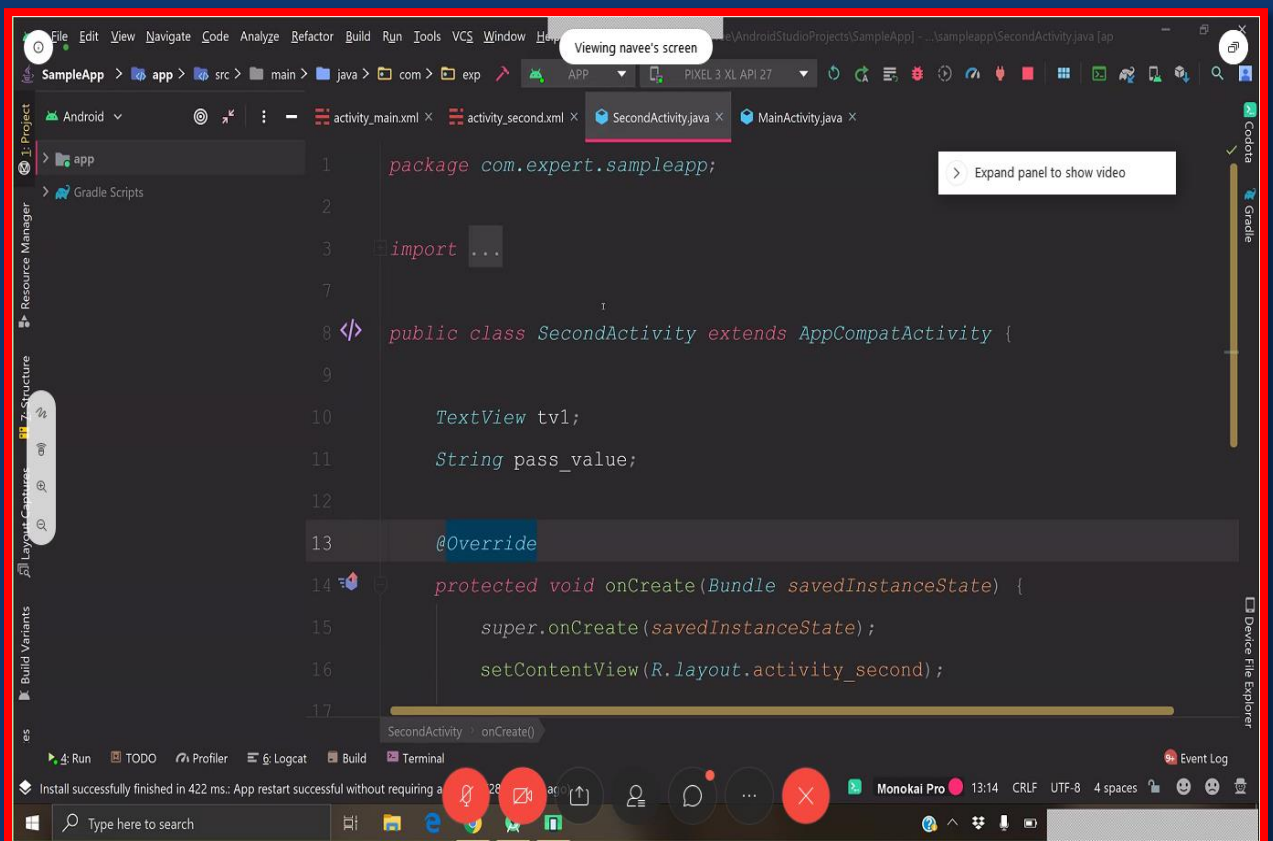 File Edit View Navigate Code Analyze Refactor Build Run Tools VCS Window
Viewing navee's screen
\AndroidStudioProjects\SampleApp] - ...\sampleapp\SecondActivity.java [ap
SampleApp > app > src > main > java > com > exp APP PIXEL 3 XL API 27
Android
activity_main.xml × activity_second.xml × SecondActivity.java × MainActivity.java ×
1: Project
Resource Manager
7: Structure
Layout Captures
Build Variants
app
Gradle Scripts
Expand panel to show video
Codota
Gradle
Device File Explorer
1 package com.expert.sampleapp;
2
3 import ...
7
8 public class SecondActivity extends AppCompatActivity {
9
10 TextView tv1;
11 String pass_value;
12
13 @Override
14 protected void onCreate(Bundle savedInstanceState) {
15 super.onCreate(savedInstanceState);
16 setContentView(R.layout.activity_second);
17
SecondActivity > onCreate()
4: Run TODO Profiler 6: Logcat Build Terminal Event Log
Install successfully finished in 422 ms.: App restart successful without requiring a
Monokai Pro 13:14 CRLF UTF-8 4 spaces
Type here to search